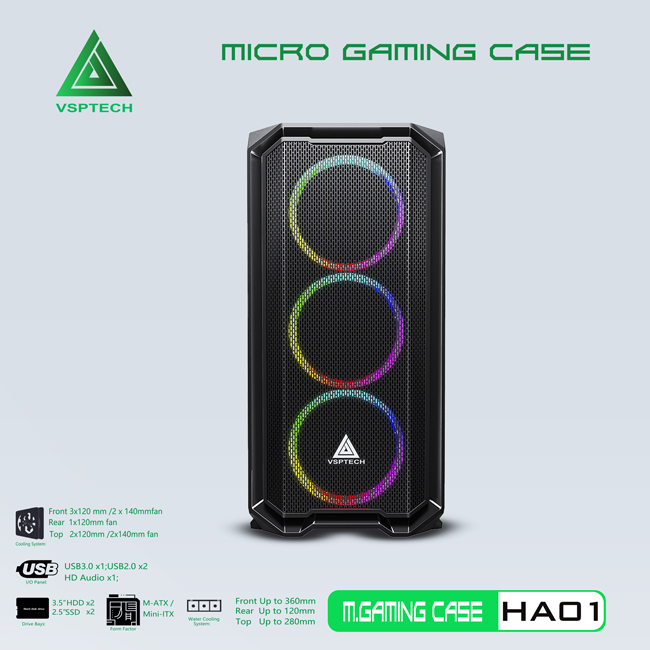 MICRO GAMING CASE
VSPTECH
VSPTECH
Front 3x120 mm /2 x 140mmfan
Rear 1x120mm fan
Top 2x120mm /2x140mm fan
Cooling System
USB
USB3.0 x1;USB2.0 x2
HD Audio x1;
I/O Panel
3.5"HDD x2
2.5"SSD x2
Drive Bays
M-ATX /
Mini-ITX
Form Factor
Water Cooling
System
Front Up to 360mm
Rear Up to 120mm
Top Up to 280mm
M.GAMING CASE HA01